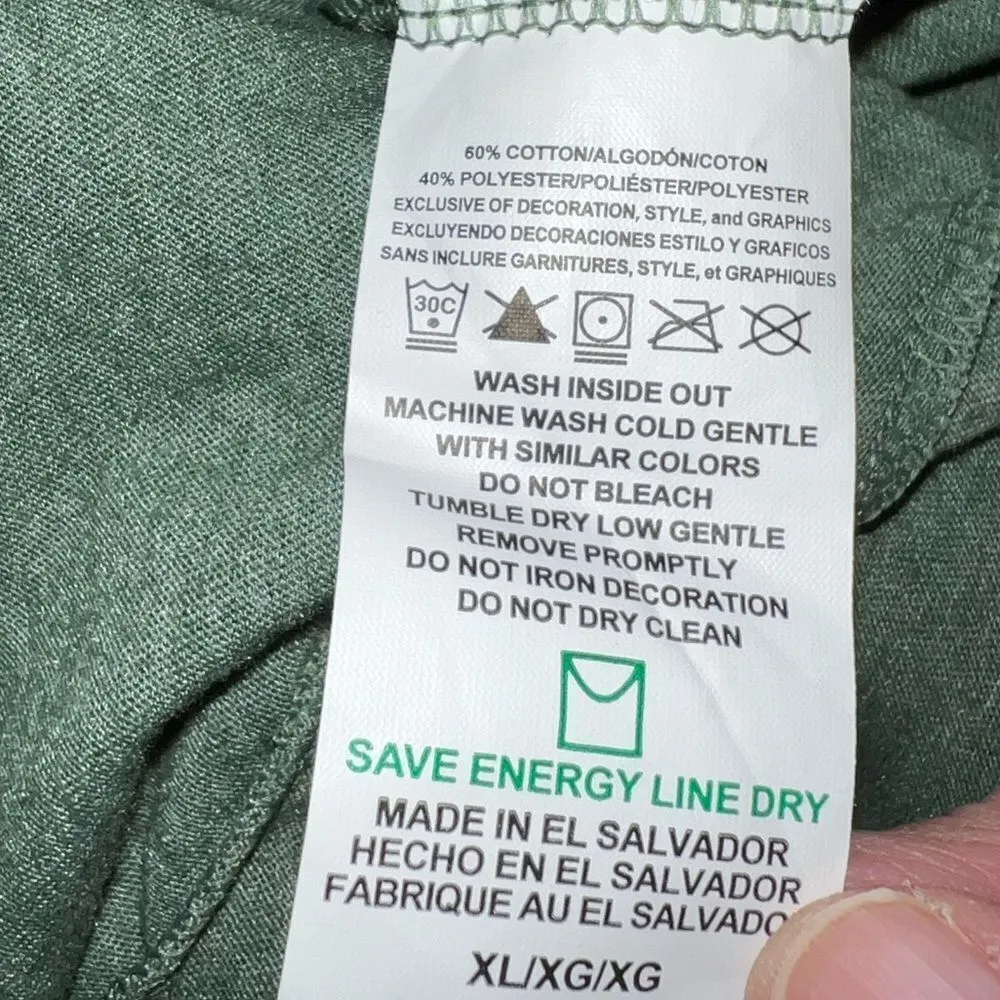 60% COTTON/ALGODÓN/COTON
40% POLYESTER/POLIÉSTER/POLYESTER
EXCLUSIVE OF DECORATION, STYLE, and GRAPHICS
EXCLUYENDO DECORACIONES ESTILO Y GRAFICOS
SANS INCLURE GARNITURES, STYLE, et GRAPHIQUES
30C
WASH INSIDE OUT
MACHINE WASH COLD GENTLE
WITH SIMILAR COLORS
DO NOT BLEACH
TUMBLE DRY LOW GENTLE
REMOVE PROMPTLY
DO NOT IRON DECORATION
DO NOT DRY CLEAN
SAVE ENERGY LINE DRY
MADE IN EL SALVADOR
HECHO EN EL SALVADOR
FABRIQUE AU EL SALVADO
XL/XG/XG